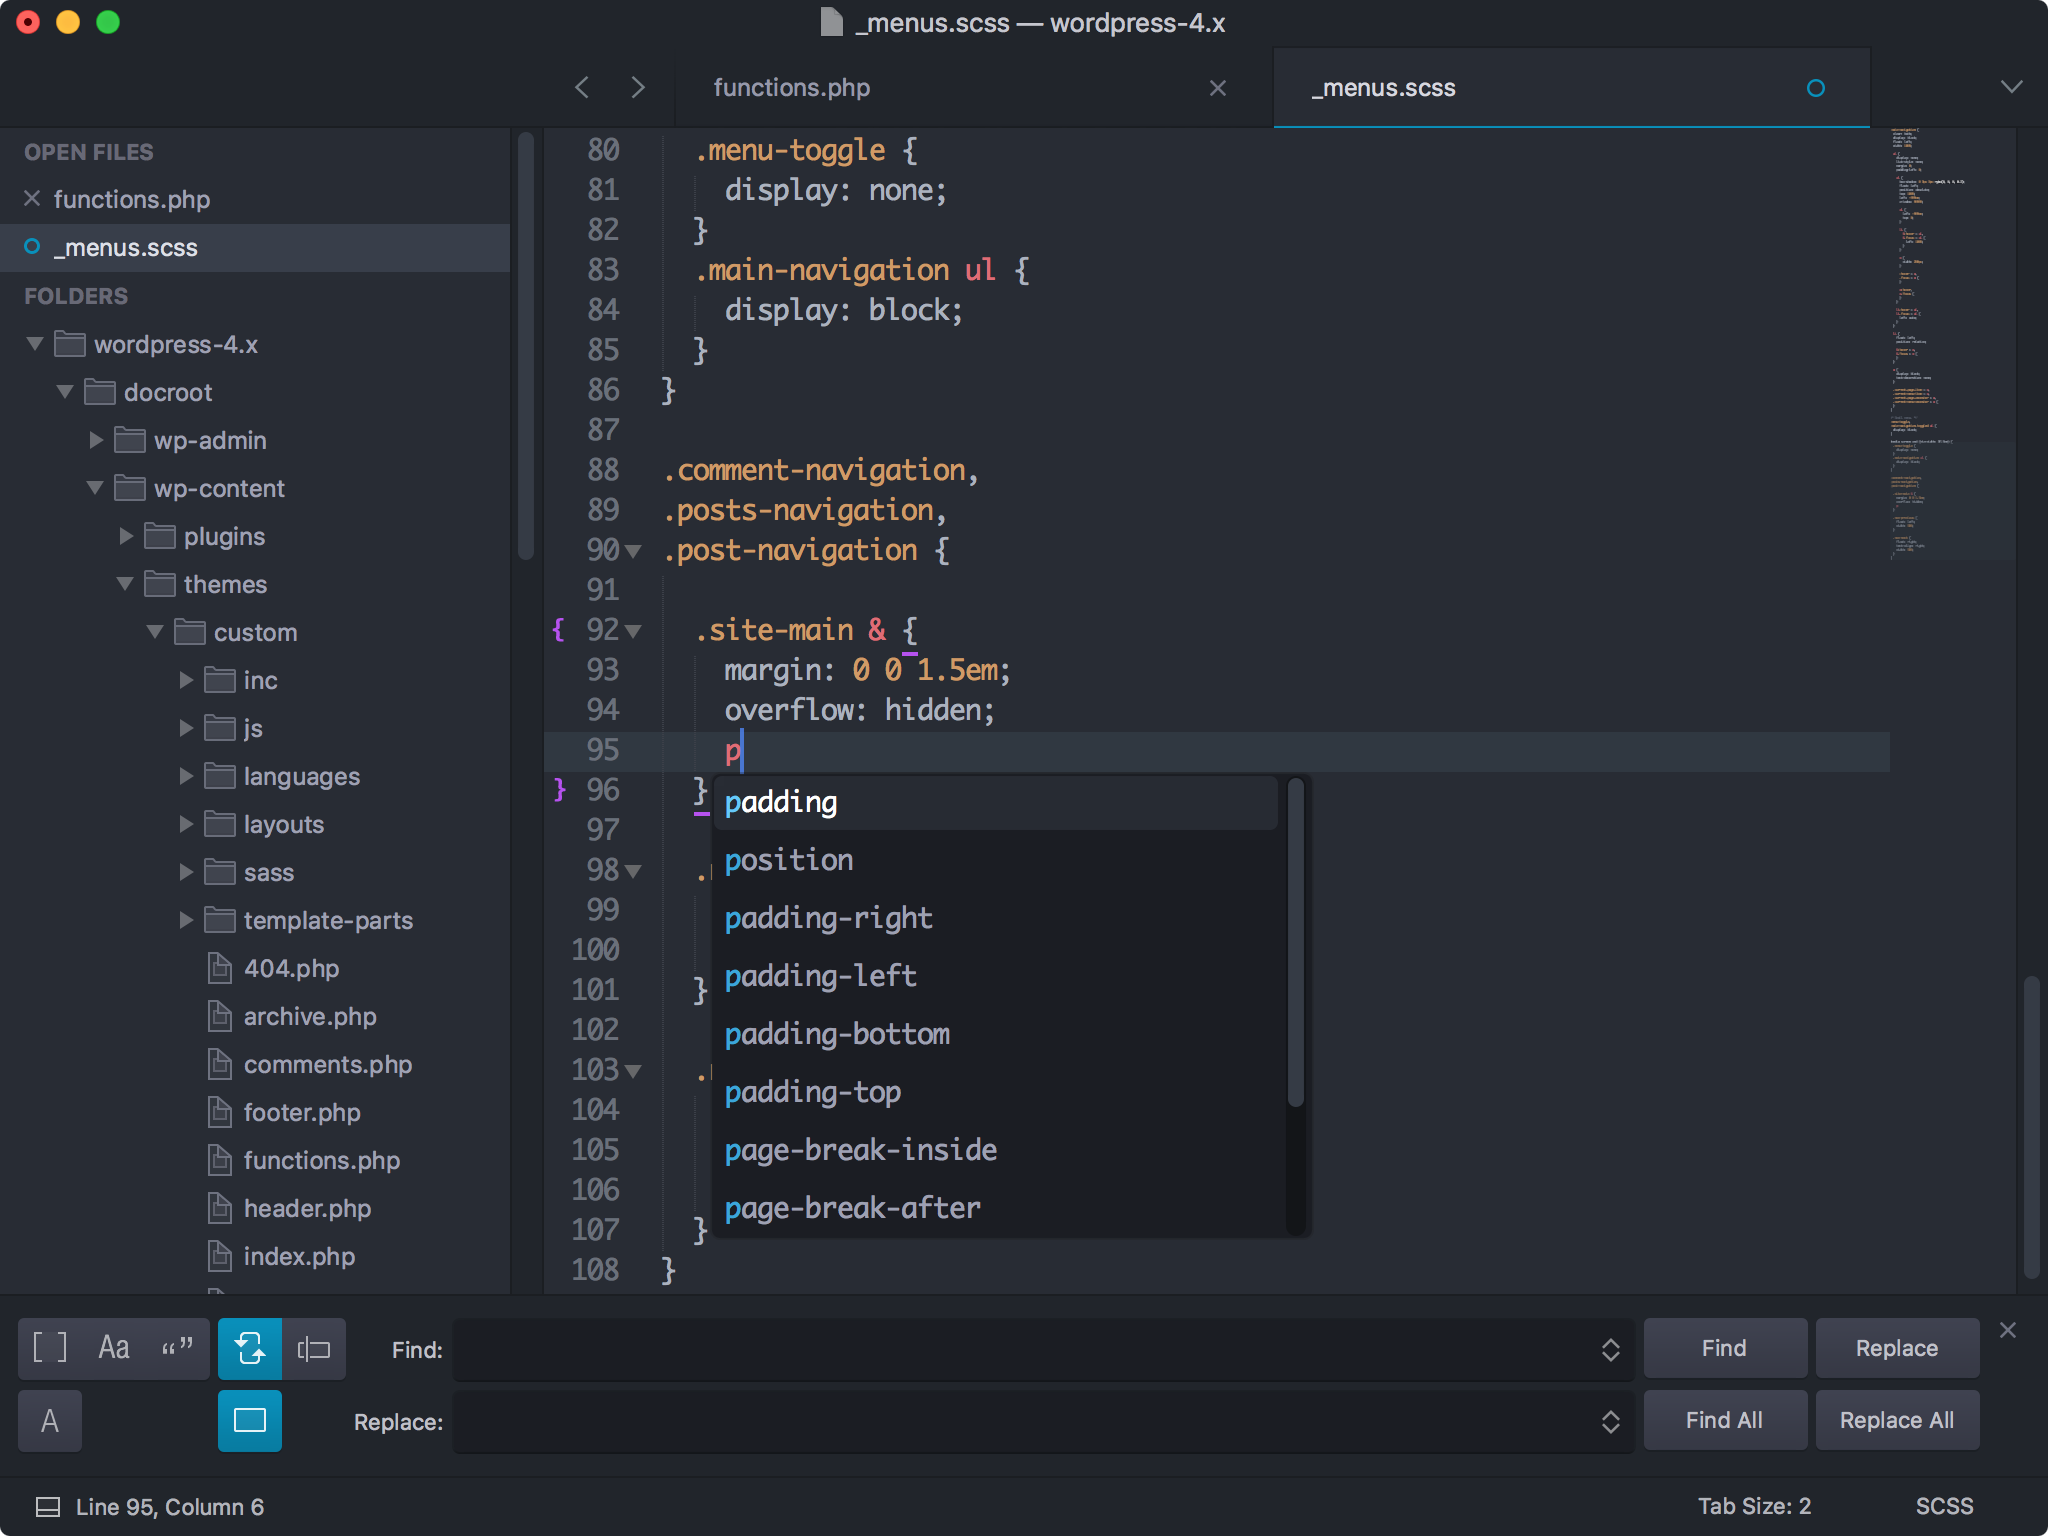 _menus.scss — wordpress-4.x
functions.php
_menus.scss
OPEN FILES
functions.php
_menus.scss
FOLDERS
wordpress-4.x
docroot
wp-admin
wp-content
plugins
themes
custom
inc
js
languages
layouts
sass
template-parts
404.php
archive.php
comments.php
footer.php
functions.php
header.php
index.php
80 .menu-toggle {
81 display: none;
82 }
83 .main-navigation ul {
84 display: block;
85 }
86 }
87
88 .comment-navigation,
89 .posts-navigation,
90 .post-navigation {
91
{ 92 .site-main & {
93 margin: 0 0 1.5em;
94 overflow: hidden;
95 p
} 96 }
97
98 .
99
100
101 }
102
103 .
104
105
106
107 }
108 }
padding
position
padding-right
padding-left
padding-bottom
padding-top
page-break-inside
page-break-after
[ ] Aa “” Find: Find Replace
A Replace: Find All Replace All
Line 95, Column 6 Tab Size: 2 SCSS